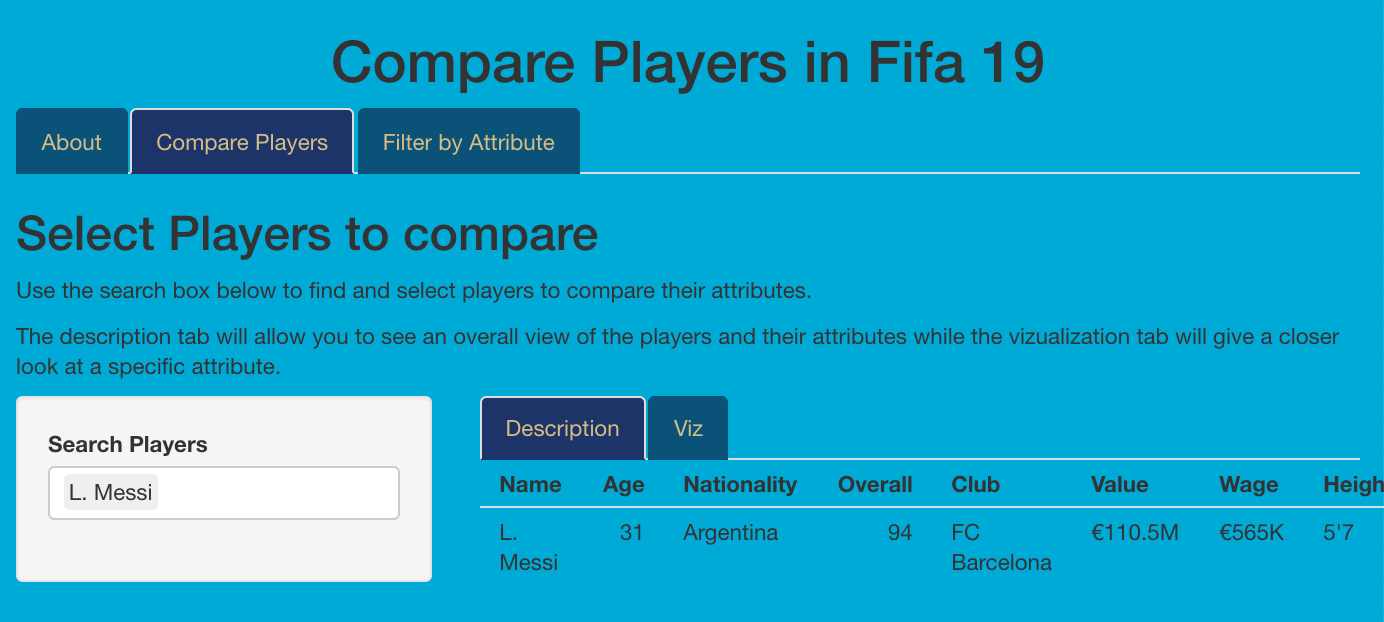 Compare Players in Fifa 19
About Compare Players Filter by Attribute
Select Players to compare
Use the search box below to find and select players to compare their attributes.
The description tab will allow you to see an overall view of the players and their attributes while the vizualization tab will give a closer
look at a specific attribute.
Search Players
L. Messi
Description Viz
Name Age Nationality Overall Club Value Wage Heigh
L. 31 Argentina 94 FC €110.5M €565K 5'7
Messi Barcelona